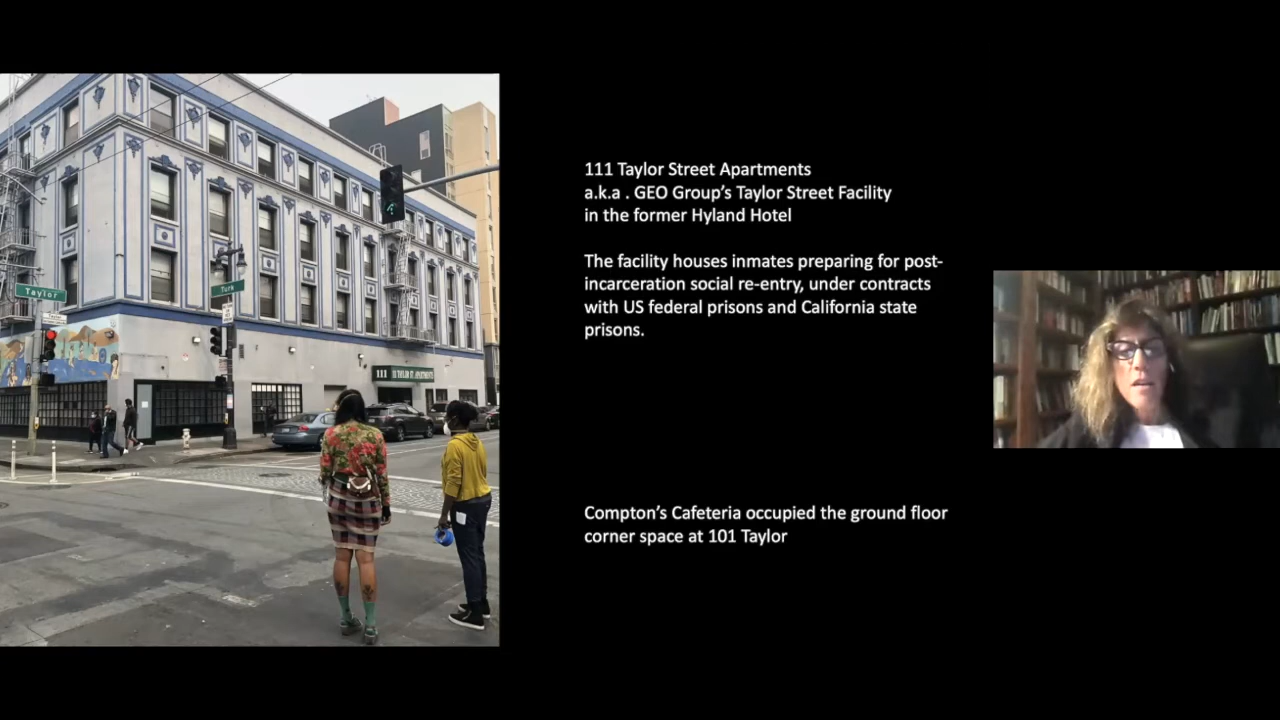 Taylor
Turk
111 111 TAYLOR ST. APARTMENTS
111 Taylor Street Apartments
a.k.a . GEO Group's Taylor Street Facility
in the former Hyland Hotel
The facility houses inmates preparing for post-
incarceration social re-entry, under contracts
with US federal prisons and California state
prisons.
Compton's Cafeteria occupied the ground floor
corner space at 101 Taylor